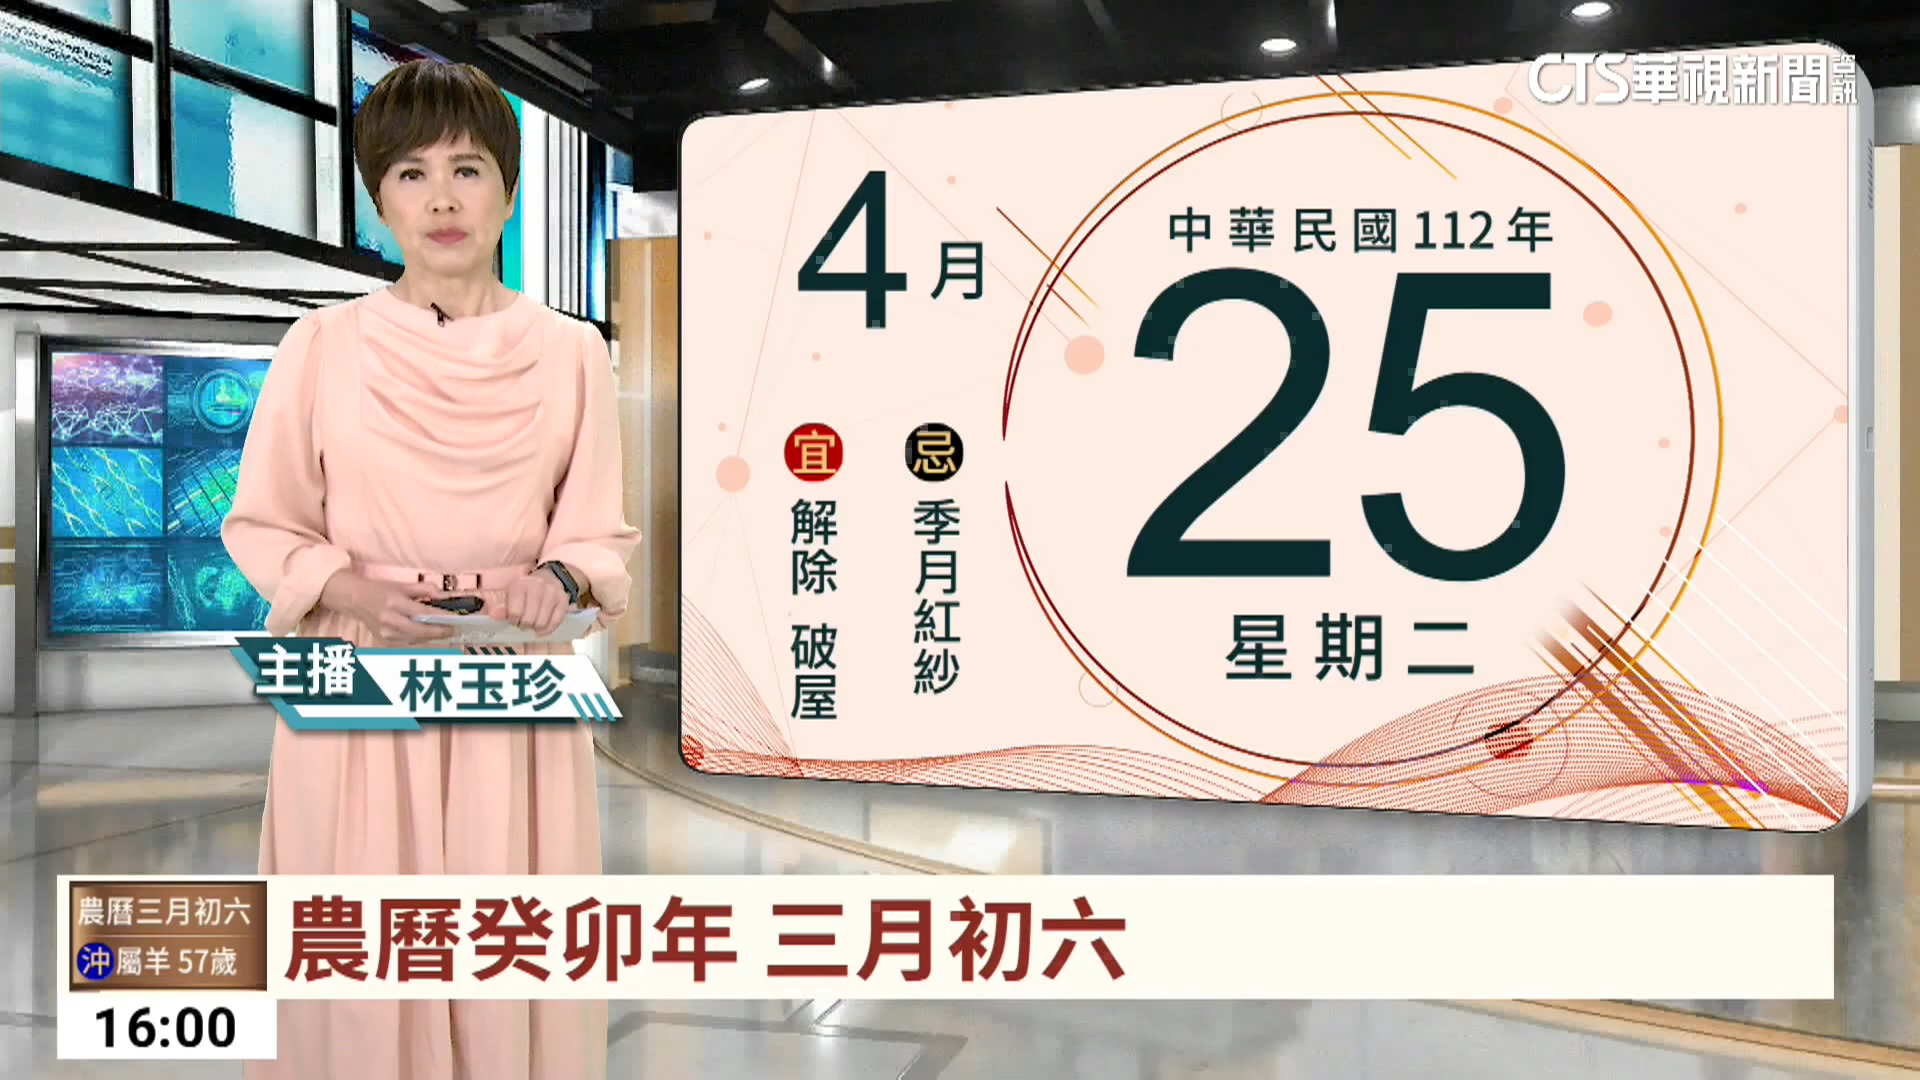 CTS華視新聞資訊
4月
中華民國112年
25
星期二
宜
解除 破屋
忌
季月紅紗
主播 林玉珍
農曆三月初六
沖屬羊 57歲
農曆癸卯年 三月初六
16:00